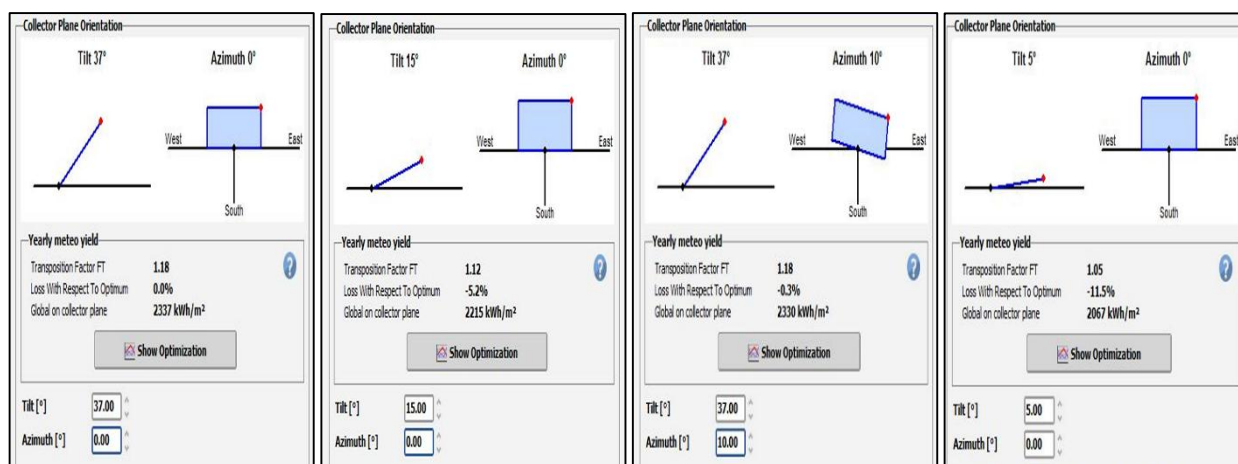 Collector Plane Orientation
Tilt 37° Azimuth 0°
West East
South
Yearly meteo yield
Transposition Factor FT 1.18
Loss With Respect To Optimum 0.0%
Global on collector plane 2337 kWh/m²
?
Show Optimization
Tilt [°] 37.00
Azimuth [°] 0.00
Collector Plane Orientation
Tilt 15° Azimuth 0°
West East
South
Yearly meteo yield
Transposition Factor FT 1.12
Loss With Respect To Optimum -5.2%
Global on collector plane 2215 kWh/m²
?
Show Optimization
Tilt [°] 15.00
Azimuth [°] 0.00
Collector Plane Orientation
Tilt 37° Azimuth 10°
West East
South
Yearly meteo yield
Transposition Factor FT 1.18
Loss With Respect To Optimum -0.3%
Global on collector plane 2330 kWh/m²
?
Show Optimization
Tilt [°] 37.00
Azimuth [°] 10.00
Collector Plane Orientation
Tilt 5° Azimuth 0°
West East
South
Yearly meteo yield
Transposition Factor FT 1.05
Loss With Respect To Optimum -11.5%
Global on collector plane 2067 kWh/m²
?
Show Optimization
Tilt [°] 5.00
Azimuth [°] 0.00